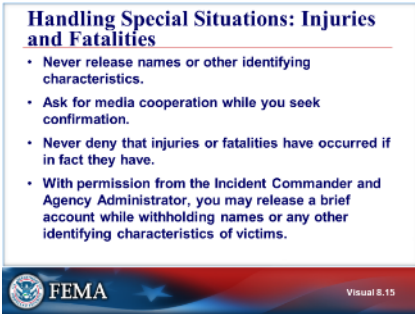 Handling Special Situations: Injuries
and Fatalities
• Never release names or other identifying
characteristics.
• Ask for media cooperation while you seek
confirmation.
• Never deny that injuries or fatalities have occurred if
in fact they have.
• With permission from the Incident Commander and
Agency Administrator, you may release a brief
account while withholding names or any other
identifying characteristics of victims.
FEMA
Visual 8.15